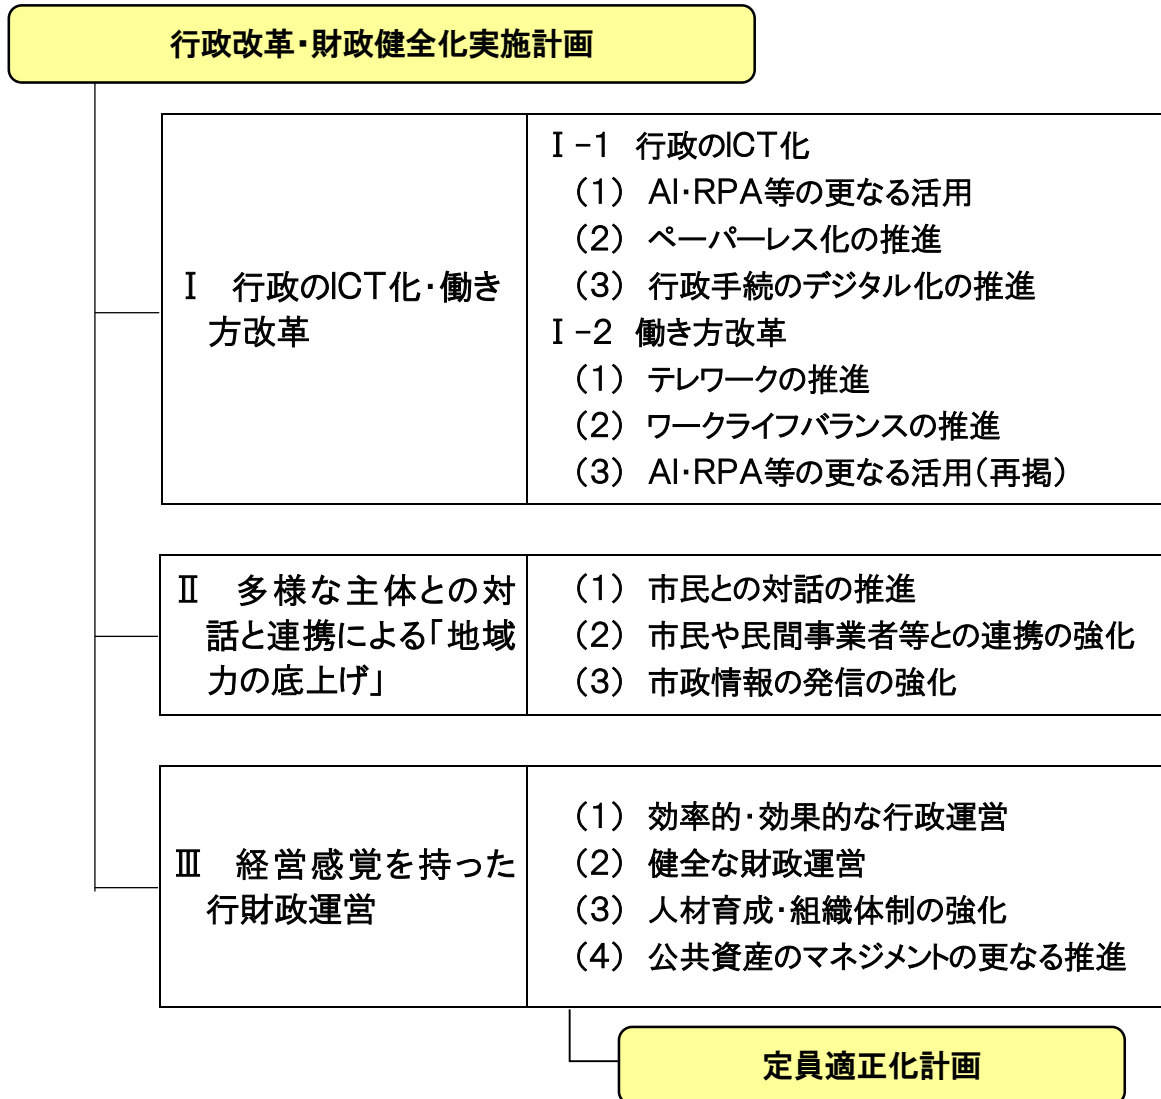 行政改革・財政健全化実施計画
Ⅰ 行政のICT化・働き
方改革
Ⅰ-1 行政のICT化
(1) AI・RPA等の更なる活用
(2) ペーパーレス化の推進
(3) 行政手続のデジタル化の推進
Ⅰ-2 働き方改革
(1) テレワークの推進
(2) ワークライフバランスの推進
(3) AI・RPA等の更なる活用(再掲)
Ⅱ 多様な主体との対
話と連携による「地域
力の底上げ」
(1) 市民との対話の推進
(2) 市民や民間事業者等との連携の強化
(3) 市政情報の発信の強化
Ⅲ 経営感覚を持った
行財政運営
(1) 効率的・効果的な行政運営
(2) 健全な財政運営
(3) 人材育成・組織体制の強化
(4) 公共資産のマネジメントの更なる推進
定員適正化計画